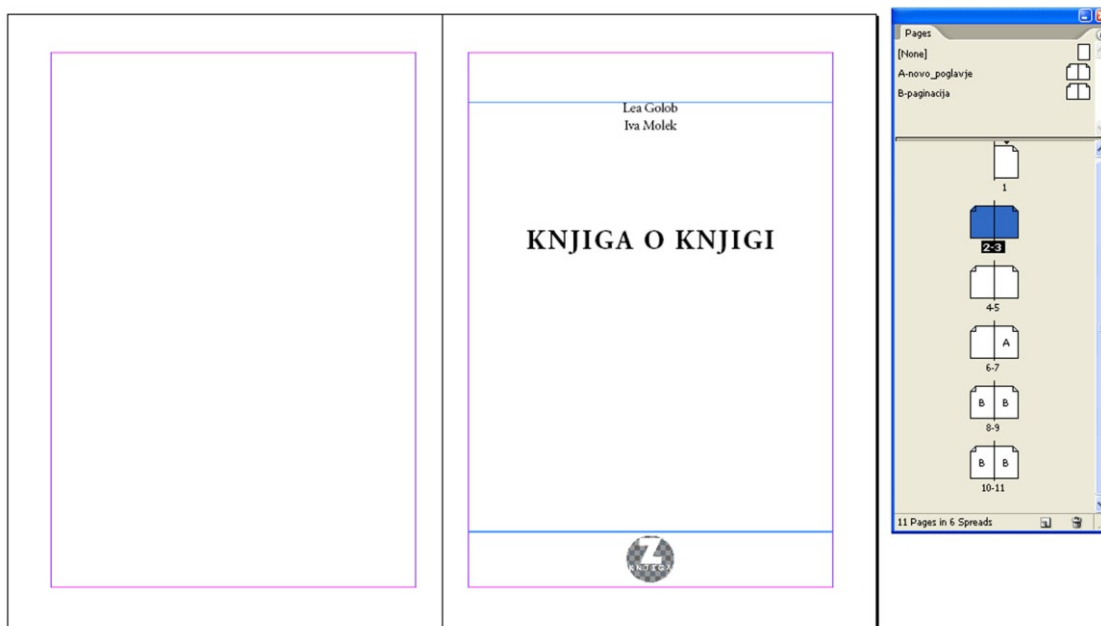 Lea Golob
Iva Molek
KNJIGA O KNJIGI
Z
KNJIGA
Pages
[None]
A-novo_poglavje
B-paginacija
1
2-3
4-5
A
6-7
B B
8-9
B B
10-11
11 Pages in 6 Spreads